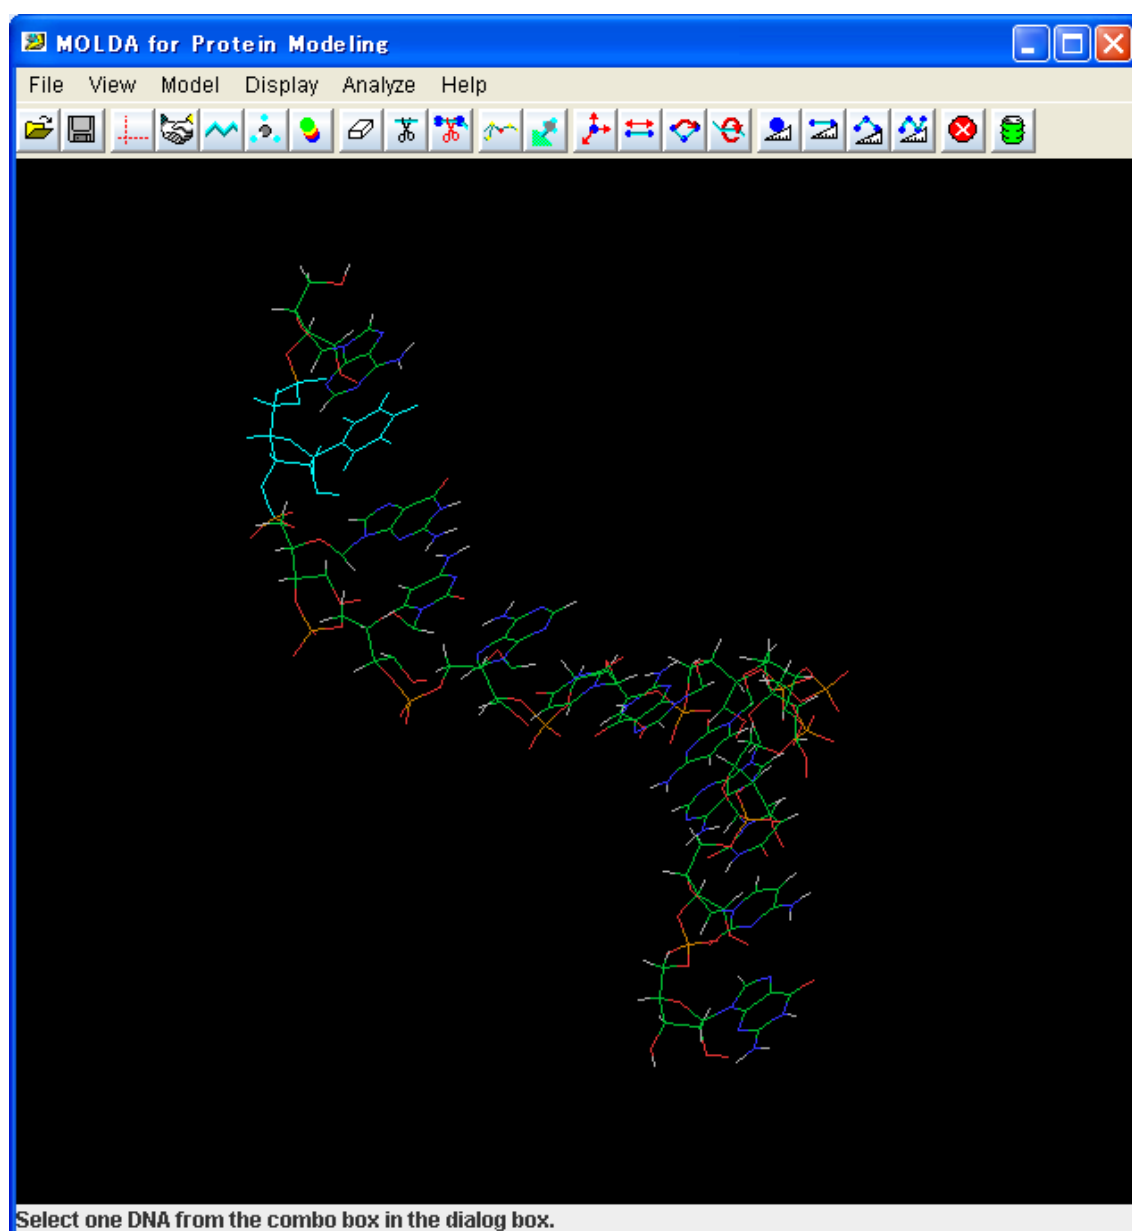 MOLDA for Protein Modeling
File View Model Display Analyze Help
Select one DNA from the combo box in the dialog box.